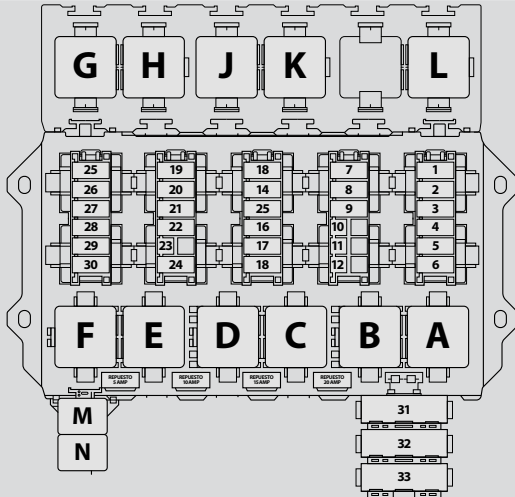 G H J K L
25 19 18 7 1
26 20 14 8 2
27 21 25 9 3
28 22 16 10 4
29 23 17 11 5
30 24 18 12 6
F E D C B A
REPUESTO REPUESTO REPUESTO REPUESTO
5 AMP 10 AMP 15 AMP 20 AMP
M
N
31
32
33